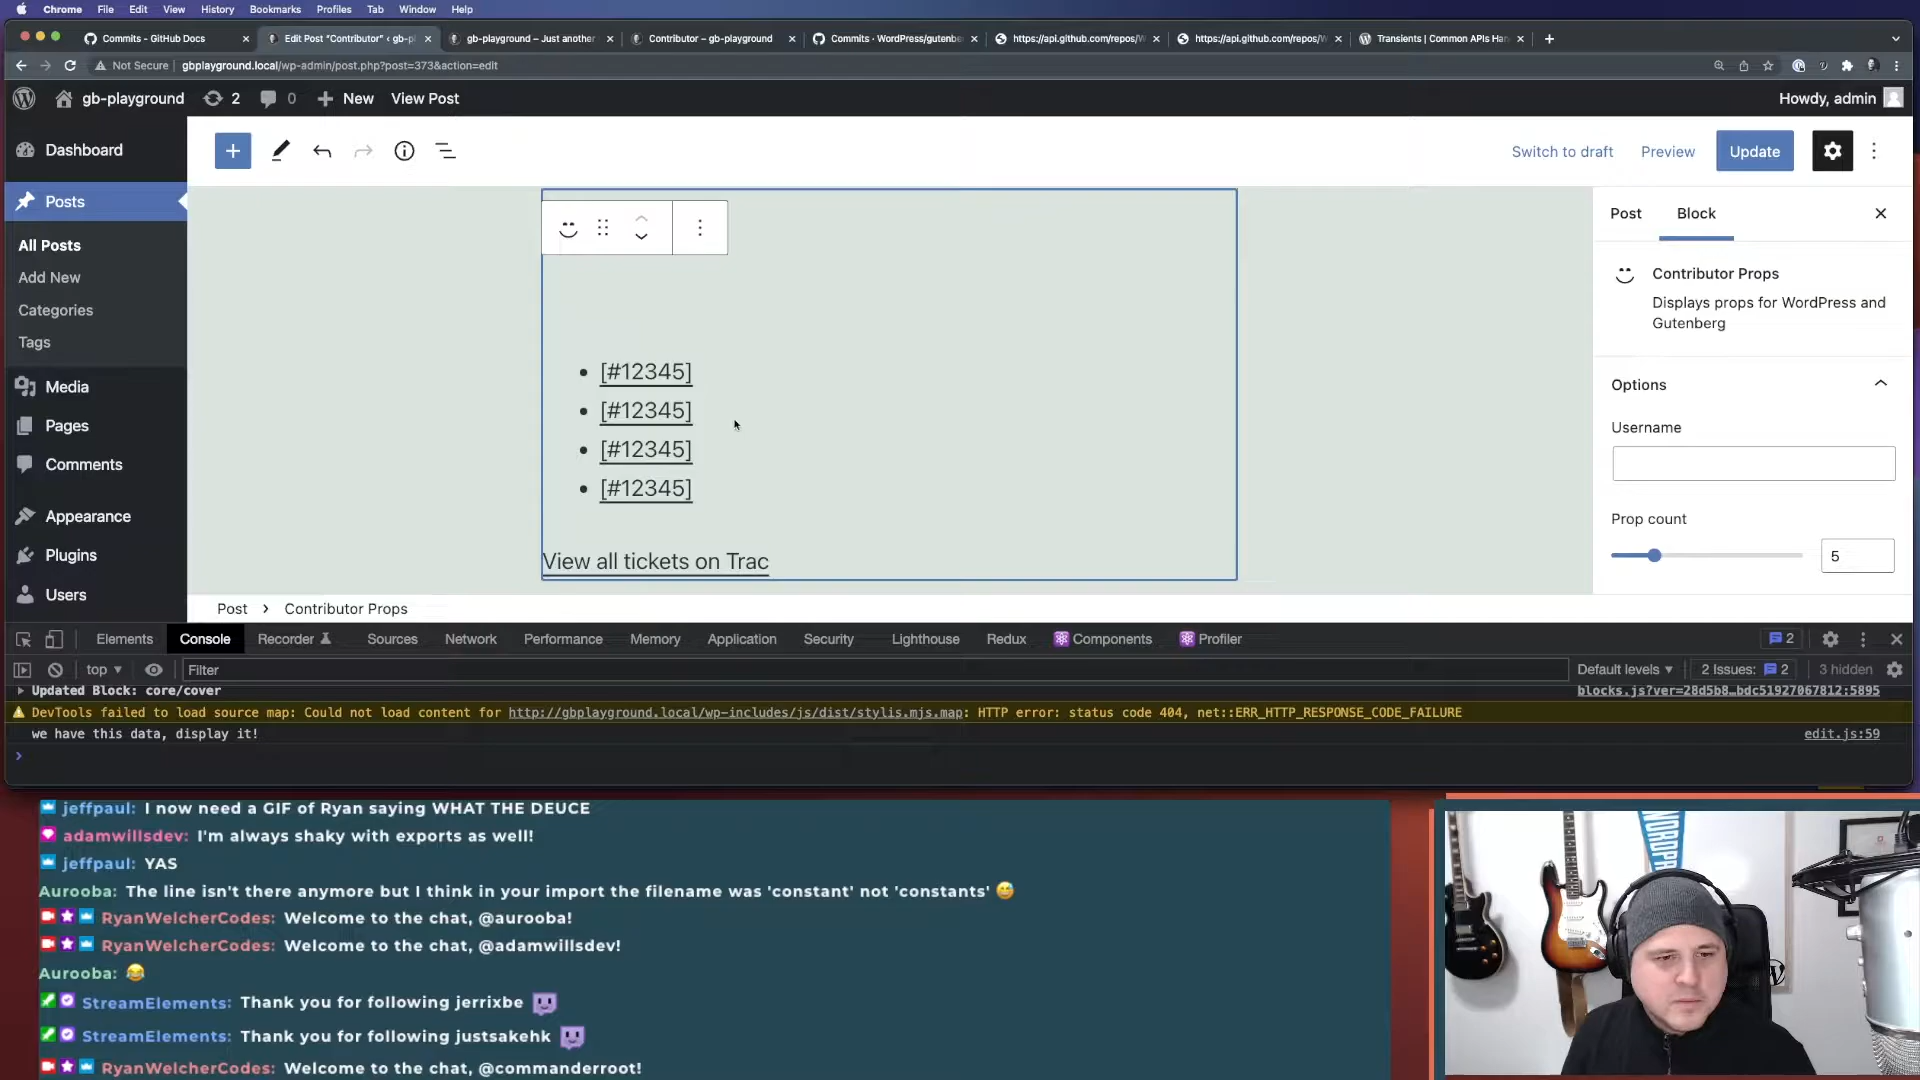 Chrome File Edit View History Bookmarks Profiles Tab Window Help
Commits - GitHub Docs
Edit Post “Contributor” ‹ gb-pl
gb-playground – Just another
Contributor – gb-playground
Commits · WordPress/gutenbe
https://api.github.com/repos/W
https://api.github.com/repos/W
Transients | Common APIs Han
Not Secure gbplayground.local/wp-admin/post.php?post=373&action=edit
gb-playground 2 0 New View Post Howdy, admin
Dashboard
Posts
All Posts
Add New
Categories
Tags
Media
Pages
Comments
Appearance
Plugins
Users
Switch to draft Preview Update
[#12345]
[#12345]
[#12345]
[#12345]
View all tickets on Trac
Post Block
Contributor Props
Displays props for WordPress and
Gutenberg
Options
Username
Prop count
5
Post › Contributor Props
Elements Console Recorder Sources Network Performance Memory Application Security Lighthouse Redux Components Profiler 2
top Filter Default levels 2 Issues: 2 3 hidden
Updated Block: core/cover blocks.js?ver=28d5b8…bdc51927067812:5895
DevTools failed to load source map: Could not load content for http://gbplayground.local/wp-includes/js/dist/stylis.mjs.map: HTTP error: status code 404, net::ERR_HTTP_RESPONSE_CODE_FAILURE
we have this data, display it! edit.js:59
jeffpaul: I now need a GIF of Ryan saying WHAT THE DEUCE
adamwillsdev: I'm always shaky with exports as well!
jeffpaul: YAS
Aurooba: The line isn't there anymore but I think in your import the filename was 'constant' not 'constants' 😅
RyanWelcherCodes: Welcome to the chat, @aurooba!
RyanWelcherCodes: Welcome to the chat, @adamwillsdev!
Aurooba: 😂
StreamElements: Thank you for following jerrixbe
StreamElements: Thank you for following justsakehk
RyanWelcherCodes: Welcome to the chat, @commanderroot!